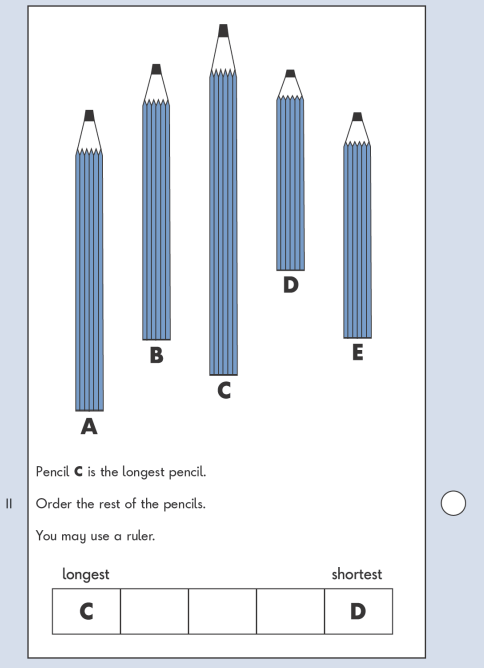 A
B
C
D
E
Pencil C is the longest pencil.
11 Order the rest of the pencils.
You may use a ruler.
longest shortest
C D